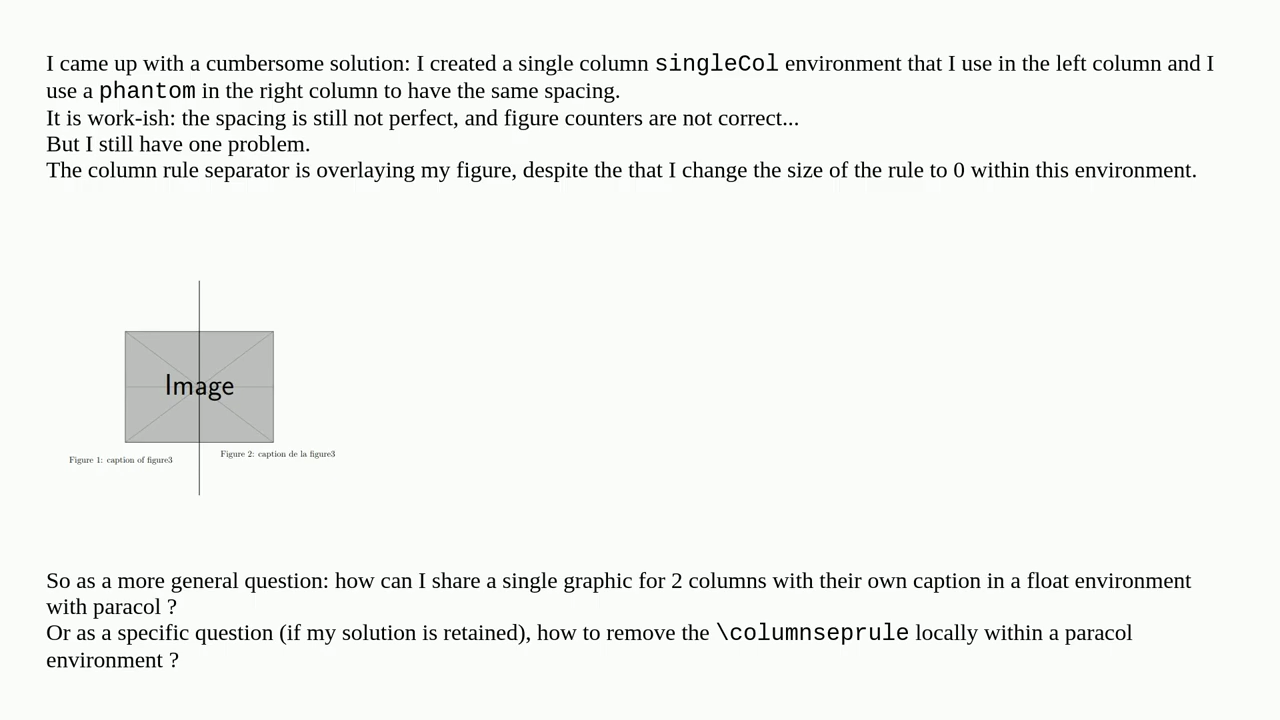 I came up with a cumbersome solution: I created a single column singleCol environment that I use in the left column and I
use a phantom in the right column to have the same spacing.
It is work-ish: the spacing is still not perfect, and figure counters are not correct...
But I still have one problem.
The column rule separator is overlaying my figure, despite the that I change the size of the rule to 0 within this environment.
Image
Figure 1: caption of figure3
Figure 2: caption de la figure3
So as a more general question: how can I share a single graphic for 2 columns with their own caption in a float environment
with paracol ?
Or as a specific question (if my solution is retained), how to remove the \columnseprule locally within a paracol
environment ?